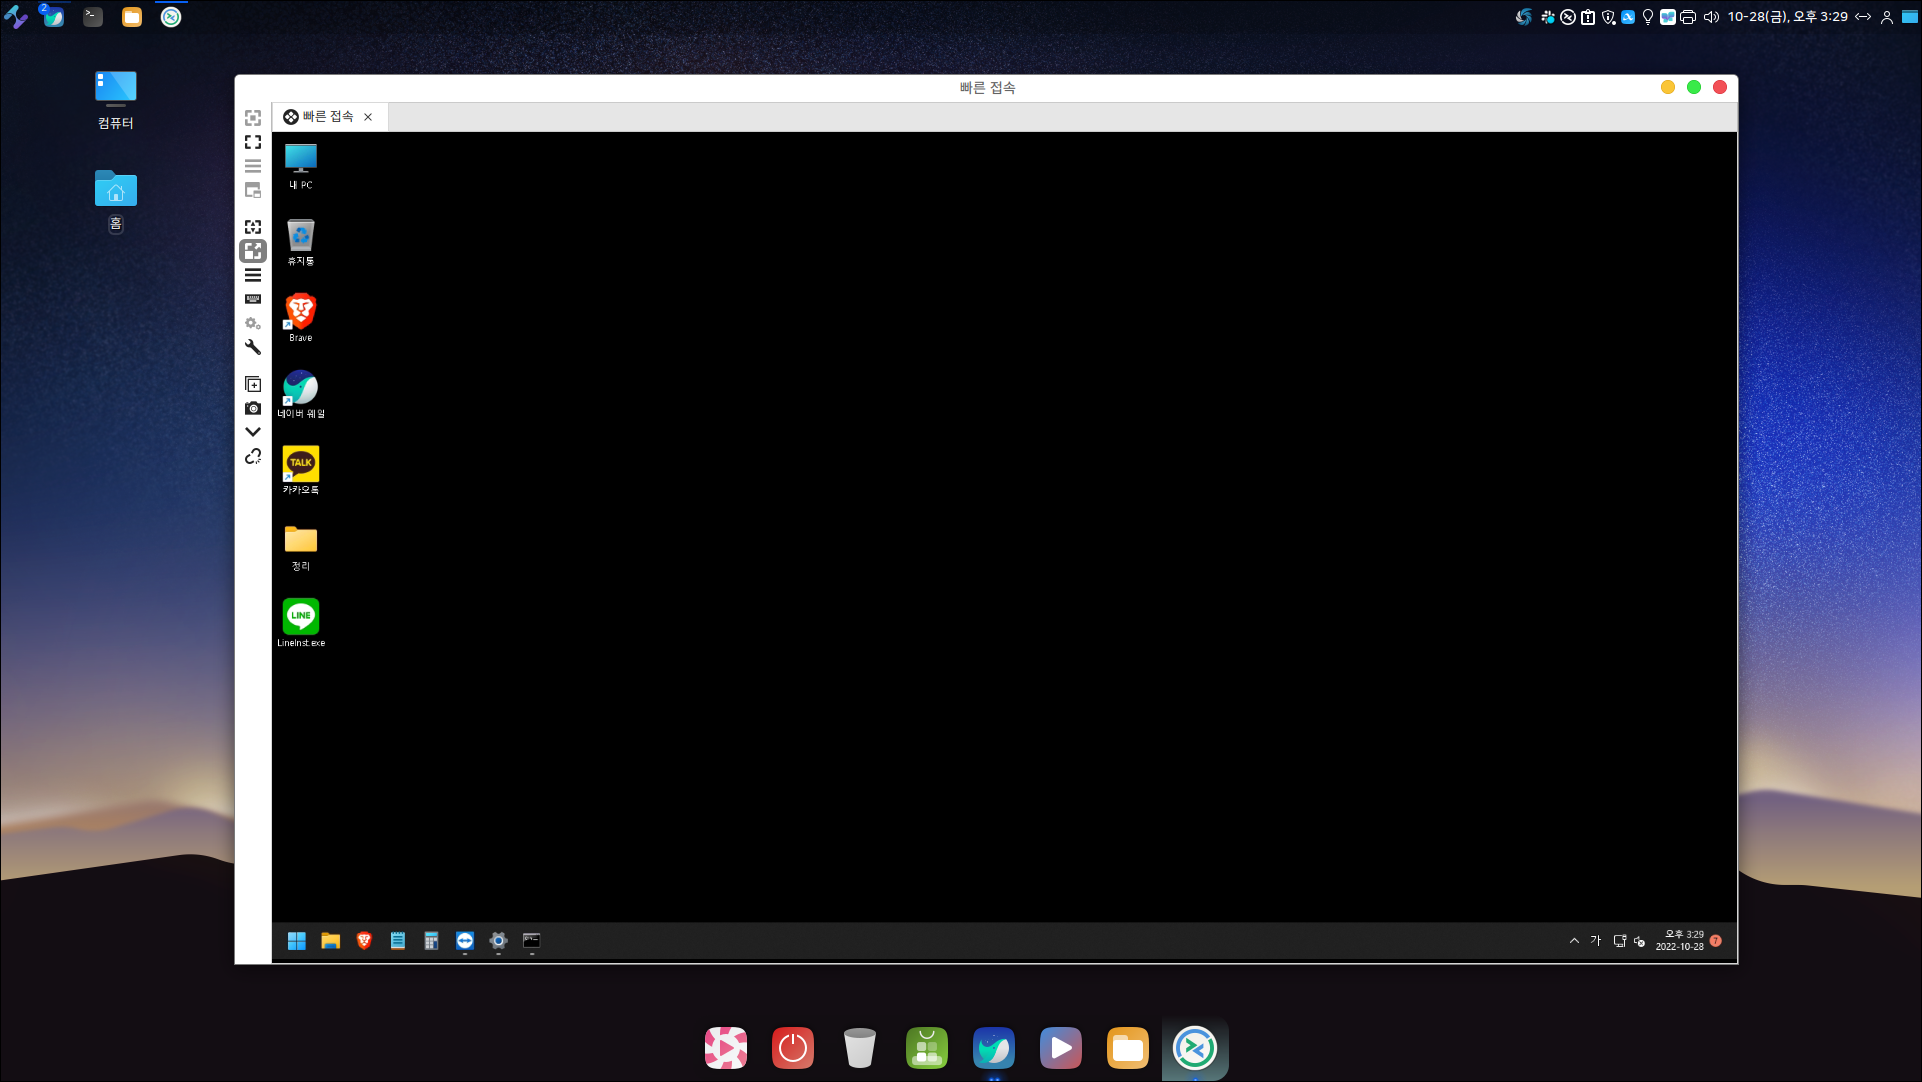 2
10-28(금), 오후 3:29
컴퓨터
홈
빠른 접속
빠른 접속
내 PC
휴지통
Brave
네이버 웨일
TALK
카카오톡
정리
LINE
LineInst.exe
가
오후 3:29
2022-10-28
7